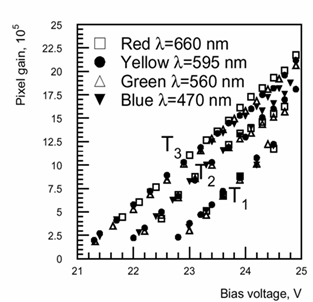 Pixel gain, 10⁵
25
22.5
20
17.5
15
12.5
10
7.5
5
2.5
0
Red λ=660 nm
Yellow λ=595 nm
Green λ=560 nm
Blue λ=470 nm
T₃
T₂
T₁
21 22 23 24 25
Bias voltage, V